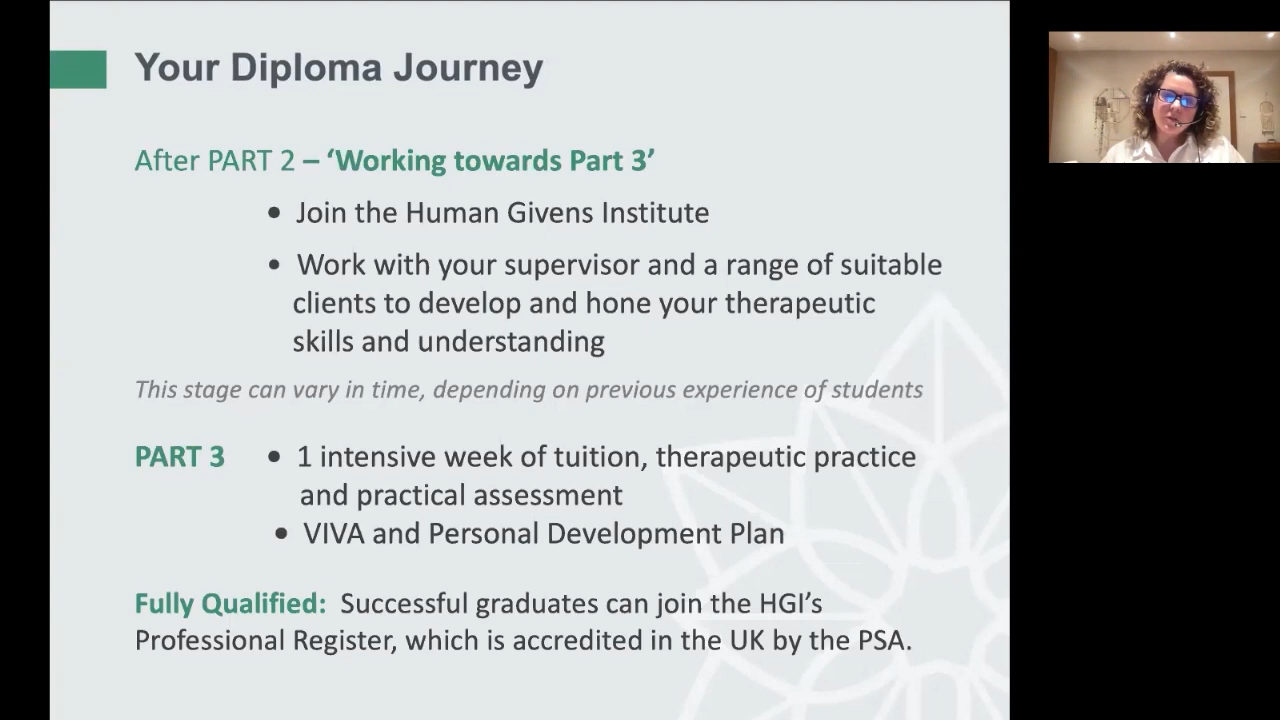 Your Diploma Journey
After PART 2 – ‘Working towards Part 3’
• Join the Human Givens Institute
• Work with your supervisor and a range of suitable
clients to develop and hone your therapeutic
skills and understanding
This stage can vary in time, depending on previous experience of students
PART 3 • 1 intensive week of tuition, therapeutic practice
and practical assessment
• VIVA and Personal Development Plan
Fully Qualified: Successful graduates can join the HGI’s
Professional Register, which is accredited in the UK by the PSA.